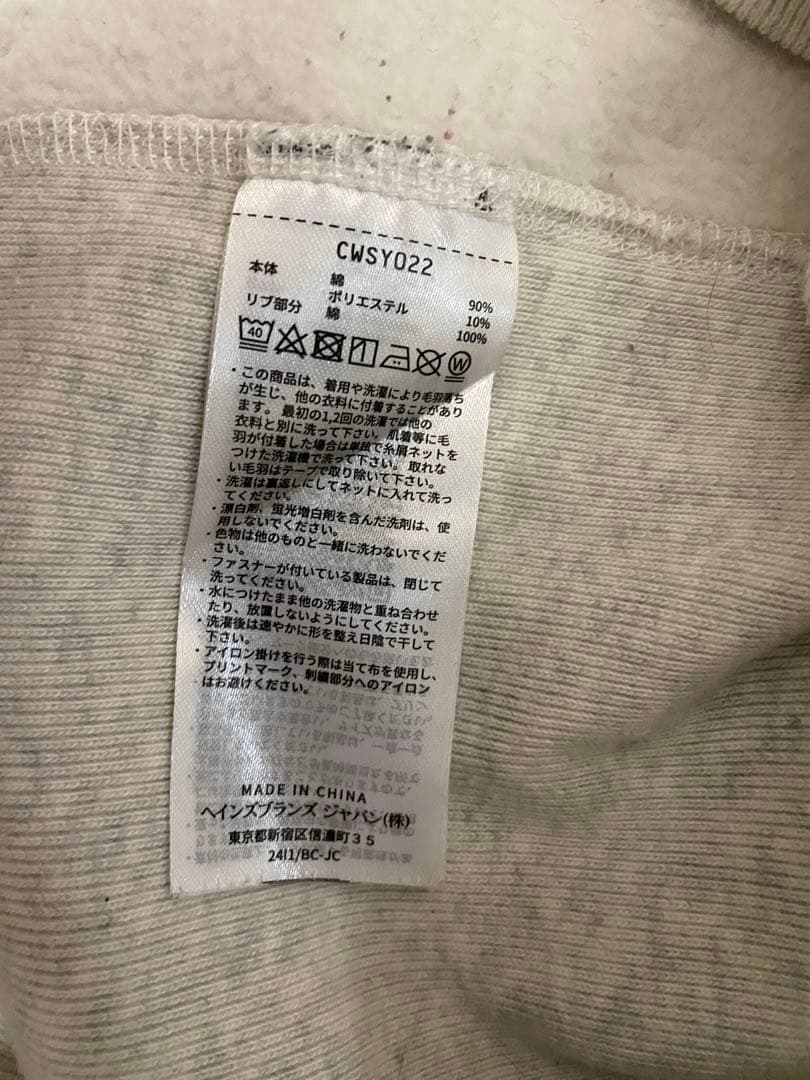 CWSY022
本体 綿 90%
ポリエステル 10%
リブ部分 綿 100%
40
W
・この商品は、着用や洗濯により毛羽落ち
が生じ、他の衣料に付着することがあり
ます。最初の1,2回の洗濯では他の
衣料と別に洗って下さい。肌着等に毛
羽が付着した場合は単独で糸屑ネットを
つけた洗濯機で洗って下さい。取れな
い毛羽はテープで取り除いて下さい。
・洗濯は裏返しにしてネットに入れて洗っ
てください。
・漂白剤、蛍光増白剤を含んだ洗剤は、使
用しないでください。
・色物は他のものと一緒に洗わないでくだ
さい。
・ファスナーが付いている製品は、閉じて
洗ってください。
・水につけたまま他の洗濯物と重ね合わせ
たり、放置しないようにしてください。
・洗濯後は速やかに形を整え日陰で干して
下さい。
・アイロン掛けを行う際は当て布を使用し、
プリントマーク、刺繍部分へのアイロン
はお避けください。
MADE IN CHINA
ヘインズブランズ ジャパン(株)
東京都新宿区信濃町35
24I1/BC-JC